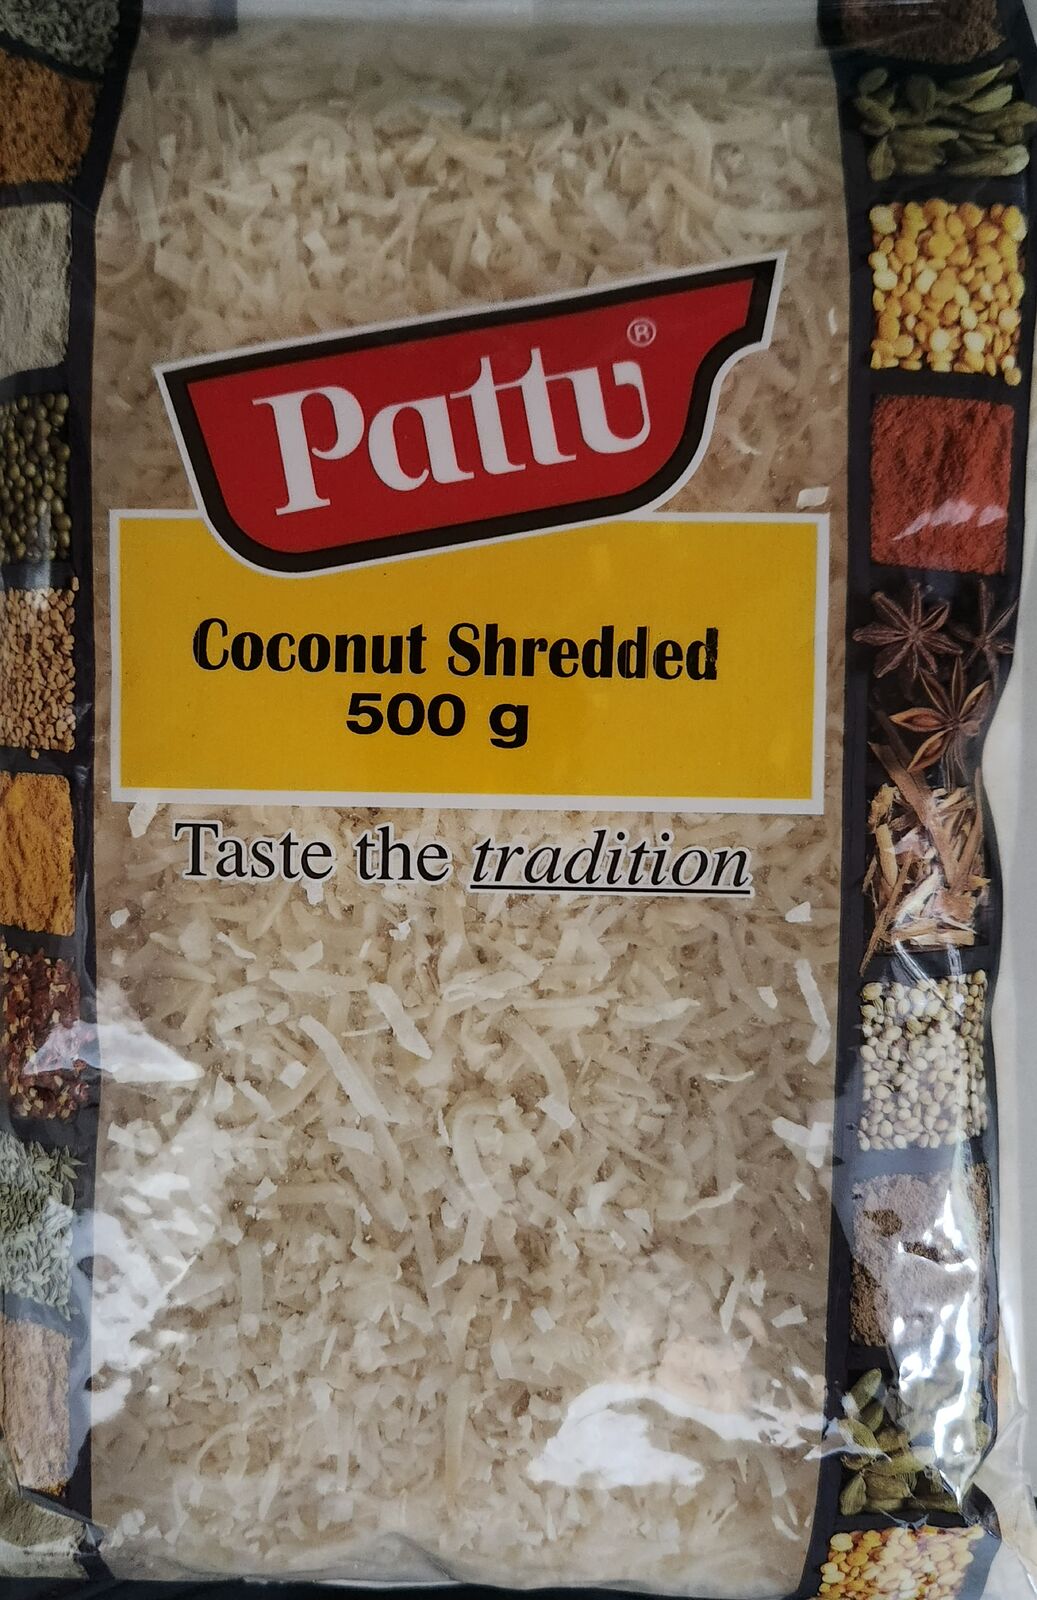 Pattu®
Coconut Shredded
500 g
Taste the tradition